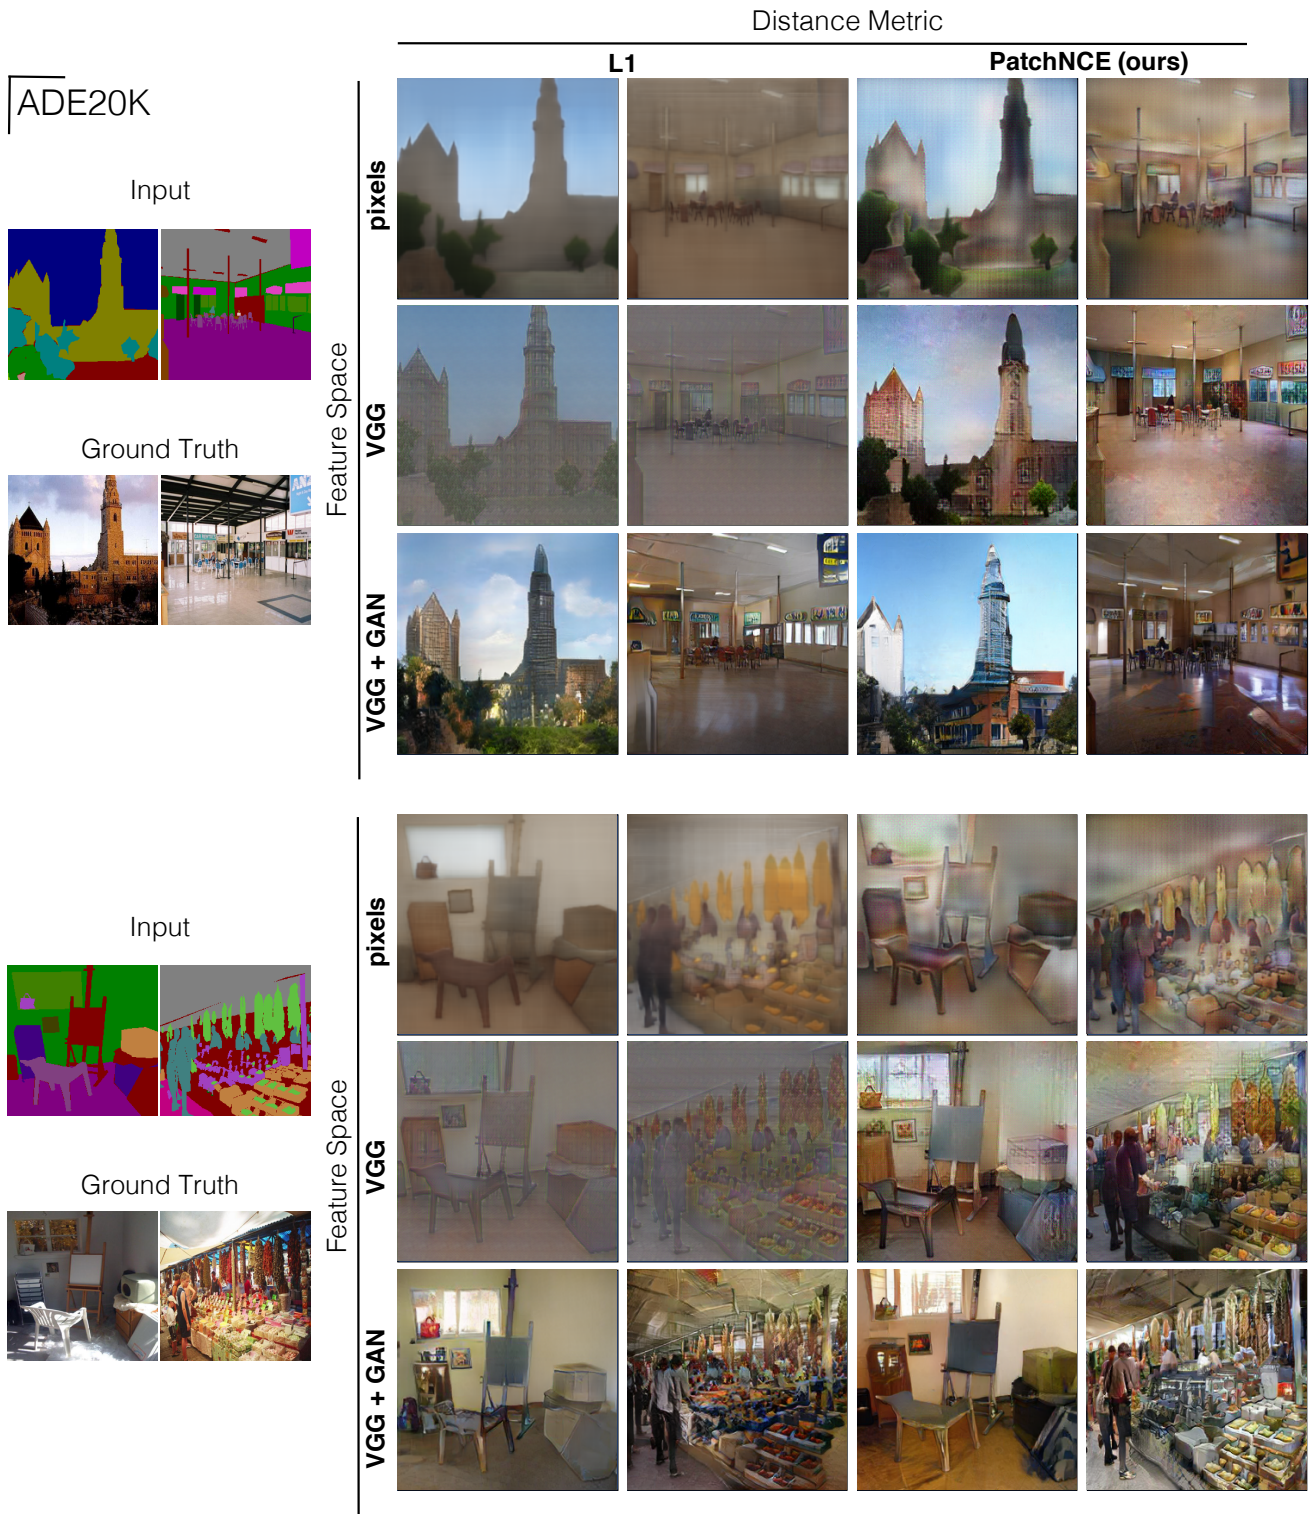 Distance Metric
L1
PatchNCE (ours)
ADE20K
Input
Ground Truth
Feature Space
pixels
VGG
VGG + GAN
Input
Ground Truth
Feature Space
pixels
VGG
VGG + GAN